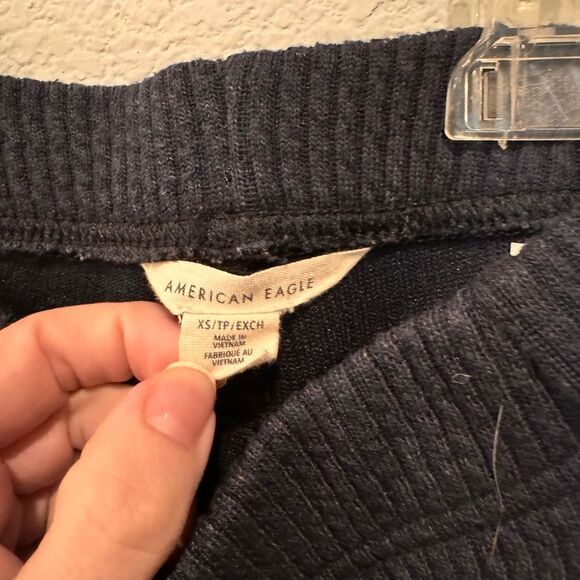 AMERICAN EAGLE
XS/TP/EXCH
MADE IN
VIETNAM
FABRIQUÉ AU
VIETNAM